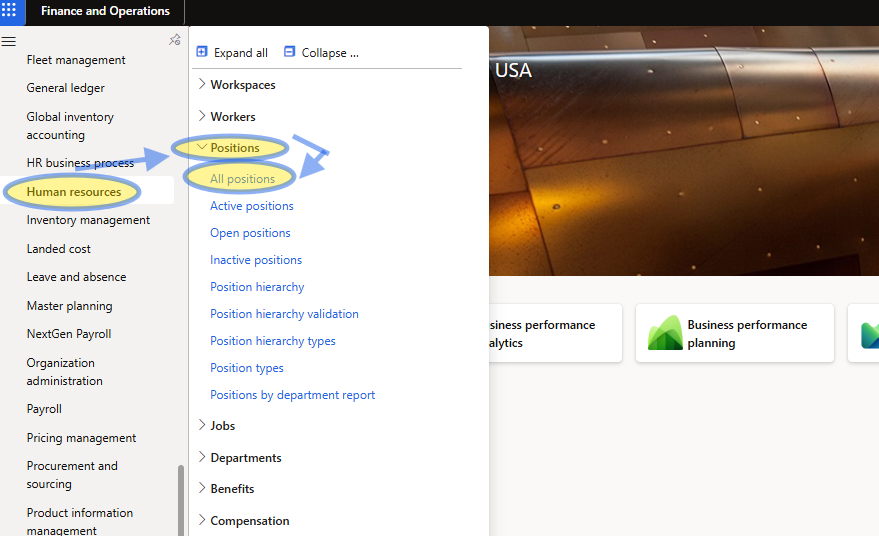 Finance and Operations
Fleet management
General ledger
Global inventory
accounting
HR business process
Human resources
Inventory management
Landed cost
Leave and absence
Master planning
NextGen Payroll
Organization
administration
Payroll
Pricing management
Procurement and
sourcing
Product information
management
Expand all
Collapse ...
Workspaces
Workers
Positions
All positions
Active positions
Open positions
Inactive positions
Position hierarchy
Position hierarchy validation
Position hierarchy types
Position types
Positions by department report
Jobs
Departments
Benefits
Compensation
USA
siness performance
alytics
Business performance
planning